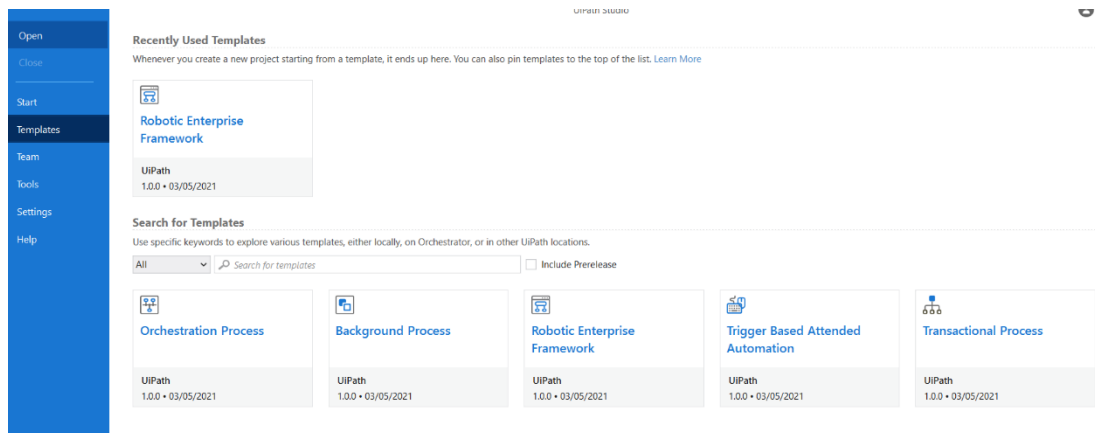 UiPath Studio
Open
Close
Start
Templates
Team
Tools
Settings
Help
Recently Used Templates
Whenever you create a new project starting from a template, it ends up here. You can also pin templates to the top of the list. Learn More
Robotic Enterprise
Framework
UiPath
1.0.0 • 03/05/2021
Search for Templates
Use specific keywords to explore various templates, either locally, on Orchestrator, or in other UiPath locations.
All
Search for templates
Include Prerelease
Orchestration Process
UiPath
1.0.0 • 03/05/2021
Background Process
UiPath
1.0.0 • 03/05/2021
Robotic Enterprise
Framework
UiPath
1.0.0 • 03/05/2021
Trigger Based Attended
Automation
UiPath
1.0.0 • 03/05/2021
Transactional Process
UiPath
1.0.0 • 03/05/2021